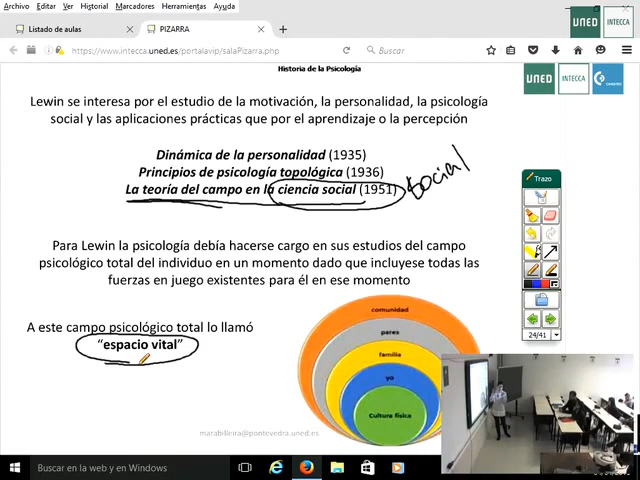 Archivo Editar Ver Historial Marcadores Herramientas Ayuda
Listado de aulas
PIZARRA
https://www.intecca.uned.es/portalavip/salaPizarra.php
Buscar
UNED
INTECCA
Historia de la Psicología
UNED
INTECCA
Lewin se interesa por el estudio de la motivación, la personalidad, la psicología
social y las aplicaciones prácticas que por el aprendizaje o la percepción
Dinámica de la personalidad (1935)
Principios de psicología topológica (1936)
La teoría del campo en la ciencia social (1951)
social
Trazo
Para Lewin la psicología debía hacerse cargo en sus estudios del campo
psicológico total del individuo en un momento dado que incluyese todas las
fuerzas en juego existentes para él en ese momento
24/41
A este campo psicológico total lo llamó
“espacio vital”
comunidad
pares
familia
yo
Cultura física
marabilleira@pontevedra.uned.es
Buscar en la web y en Windows